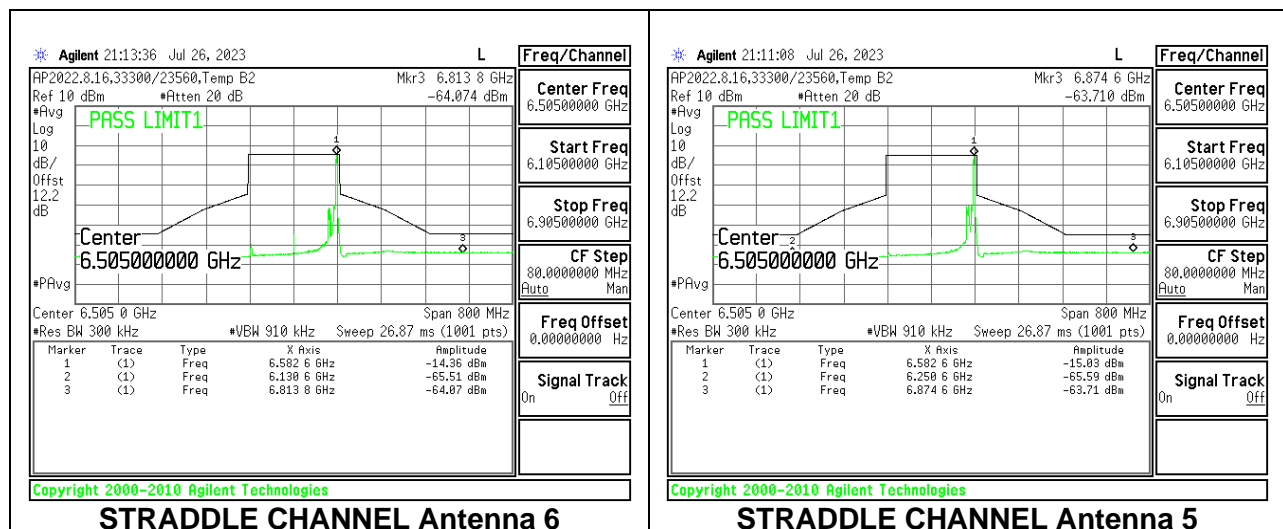 Agilent 21:13:36 Jul 26, 2023 L
AP2022.8.16,33300/23560,Temp B2 Mkr3 6.813 8 GHz
Ref 10 dBm #Atten 20 dB -64.074 dBm
#Avg
Log
10
dB/
Offst
12.2
dB
#PAvg
PASS LIMIT1
1
3
Center
6.505000000 GHz
Center 6.505 0 GHz Span 800 MHz
#Res BW 300 kHz #VBW 910 kHz Sweep 26.87 ms (1001 pts)
Marker Trace Type X Axis Amplitude
1 (1) Freq 6.582 6 GHz -14.36 dBm
2 (1) Freq 6.130 6 GHz -65.51 dBm
3 (1) Freq 6.813 8 GHz -64.07 dBm
Freq/Channel
Center Freq
6.50500000 GHz
Start Freq
6.10500000 GHz
Stop Freq
6.90500000 GHz
CF Step
80.0000000 MHz
Auto Man
Freq Offset
0.00000000 Hz
Signal Track
On Off
Copyright 2000-2010 Agilent Technologies
STRADDLE CHANNEL Antenna 6
Agilent 21:11:08 Jul 26, 2023 L
AP2022.8.16,33300/23560,Temp B2 Mkr3 6.874 6 GHz
Ref 10 dBm #Atten 20 dB -63.710 dBm
#Avg
Log
10
dB/
Offst
12.2
dB
#PAvg
PASS LIMIT1
1
2
3
Center
6.505000000 GHz
Center 6.505 0 GHz Span 800 MHz
#Res BW 300 kHz #VBW 910 kHz Sweep 26.87 ms (1001 pts)
Marker Trace Type X Axis Amplitude
1 (1) Freq 6.582 6 GHz -15.03 dBm
2 (1) Freq 6.250 6 GHz -65.59 dBm
3 (1) Freq 6.874 6 GHz -63.71 dBm
Freq/Channel
Center Freq
6.50500000 GHz
Start Freq
6.10500000 GHz
Stop Freq
6.90500000 GHz
CF Step
80.0000000 MHz
Auto Man
Freq Offset
0.00000000 Hz
Signal Track
On Off
Copyright 2000-2010 Agilent Technologies
STRADDLE CHANNEL Antenna 5